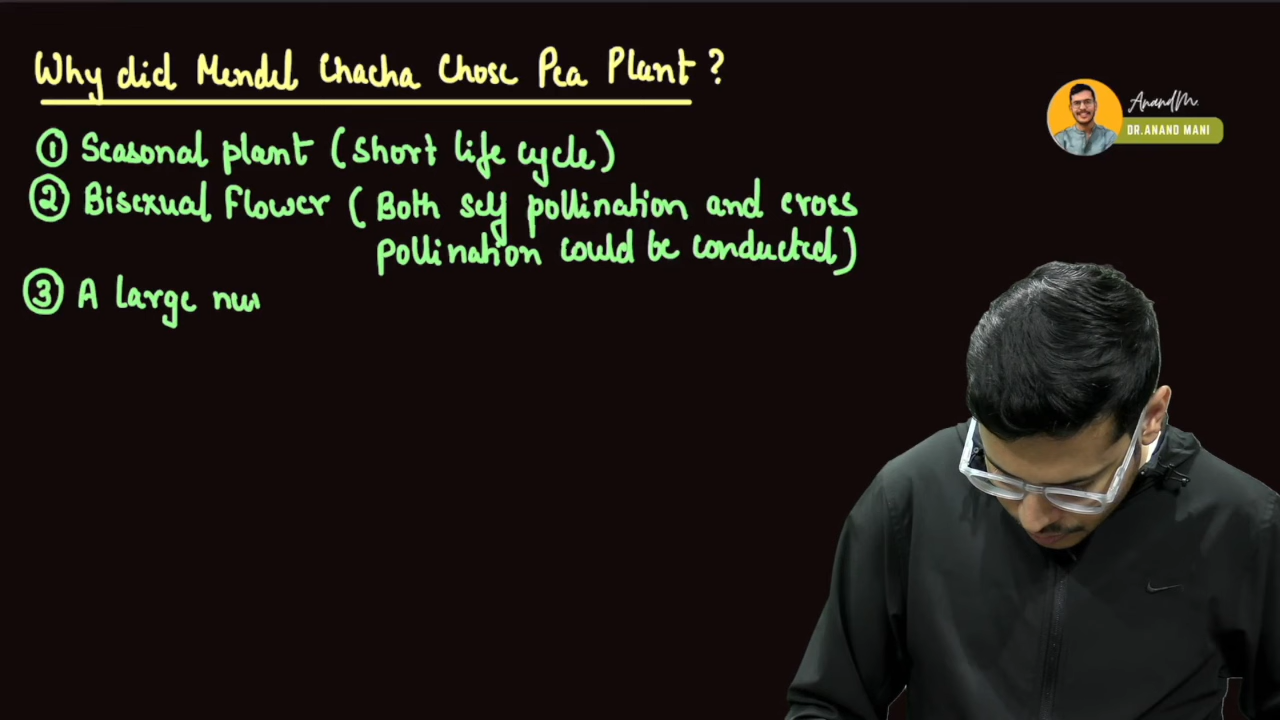 Why did Mendel Chacha Chose Pea Plant ?
① Seasonal plant (Short life cycle)
② Bisexual Flower (Both self pollination and cross
pollination could be conducted)
③ A large
AnandM.
DR.ANAND MANI